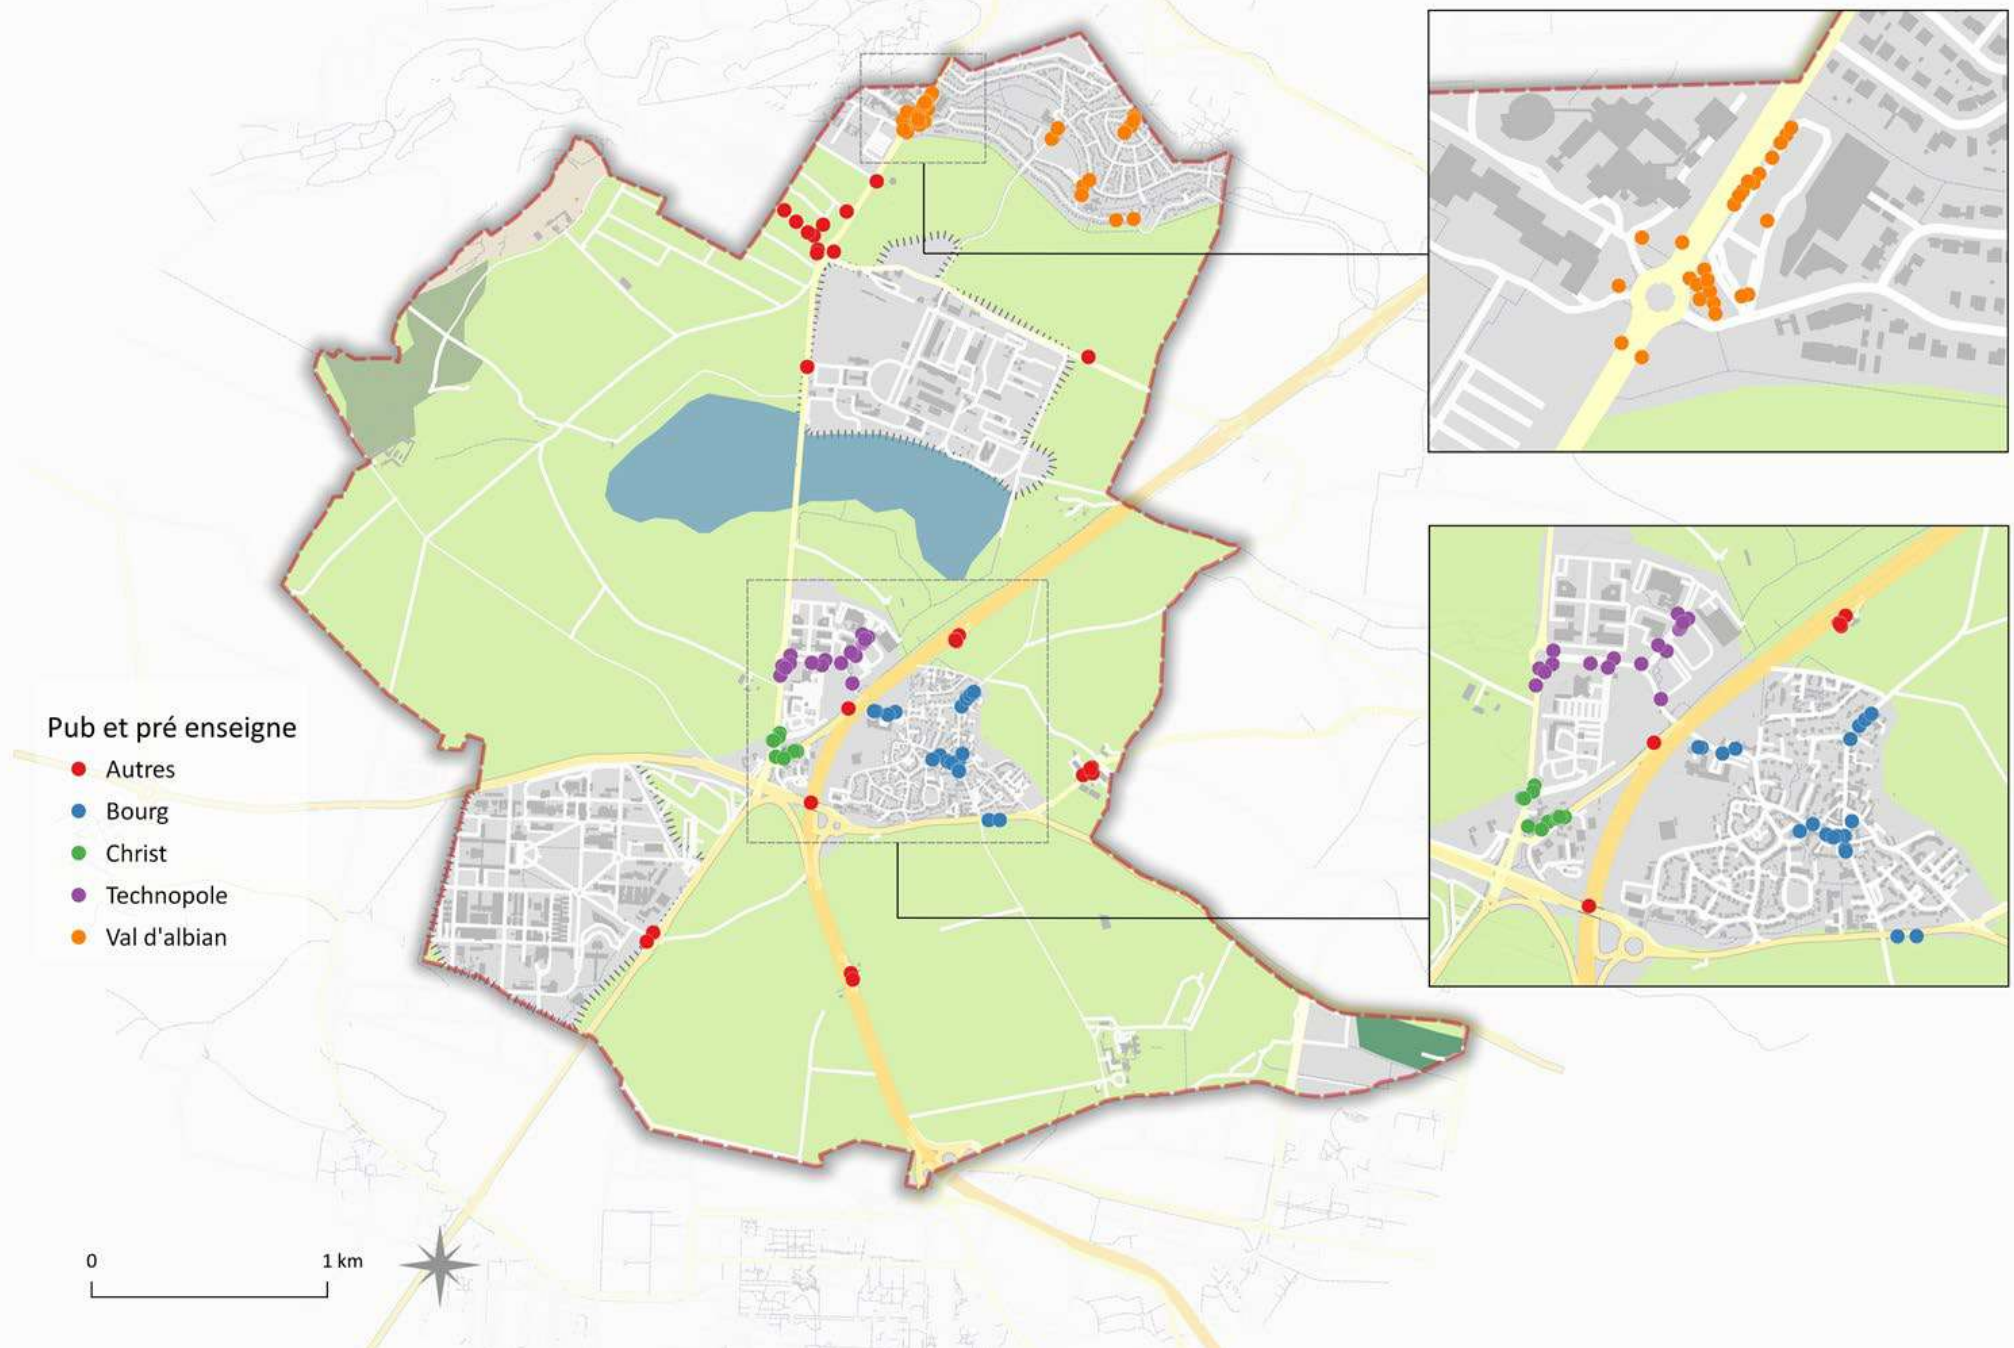 Pub et pré enseigne
Autres
Bourg
Christ
Technopole
Val d'albian
0 1 km